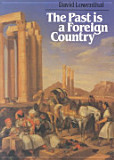 David Lowenthal
The Past is
a Foreign
Country